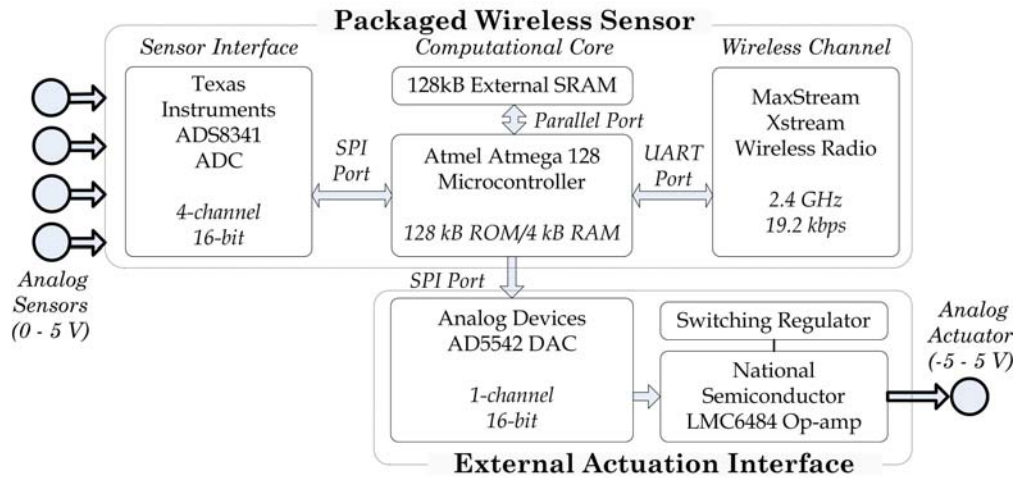 Packaged Wireless Sensor
Sensor Interface
Computational Core
Wireless Channel
Texas
Instruments
ADS8341
ADC
4-channel
16-bit
SPI
Port
128kB External SRAM
Parallel Port
Atmel Atmega 128
Microcontroller
128 kB ROM/4 kB RAM
UART
Port
MaxStream
Xstream
Wireless Radio
2.4 GHz
19.2 kbps
Analog
Sensors
(0 - 5 V)
SPI Port
Analog Devices
AD5542 DAC
1-channel
16-bit
Switching Regulator
National
Semiconductor
LMC6484 Op-amp
Analog
Actuator
(-5 - 5 V)
External Actuation Interface